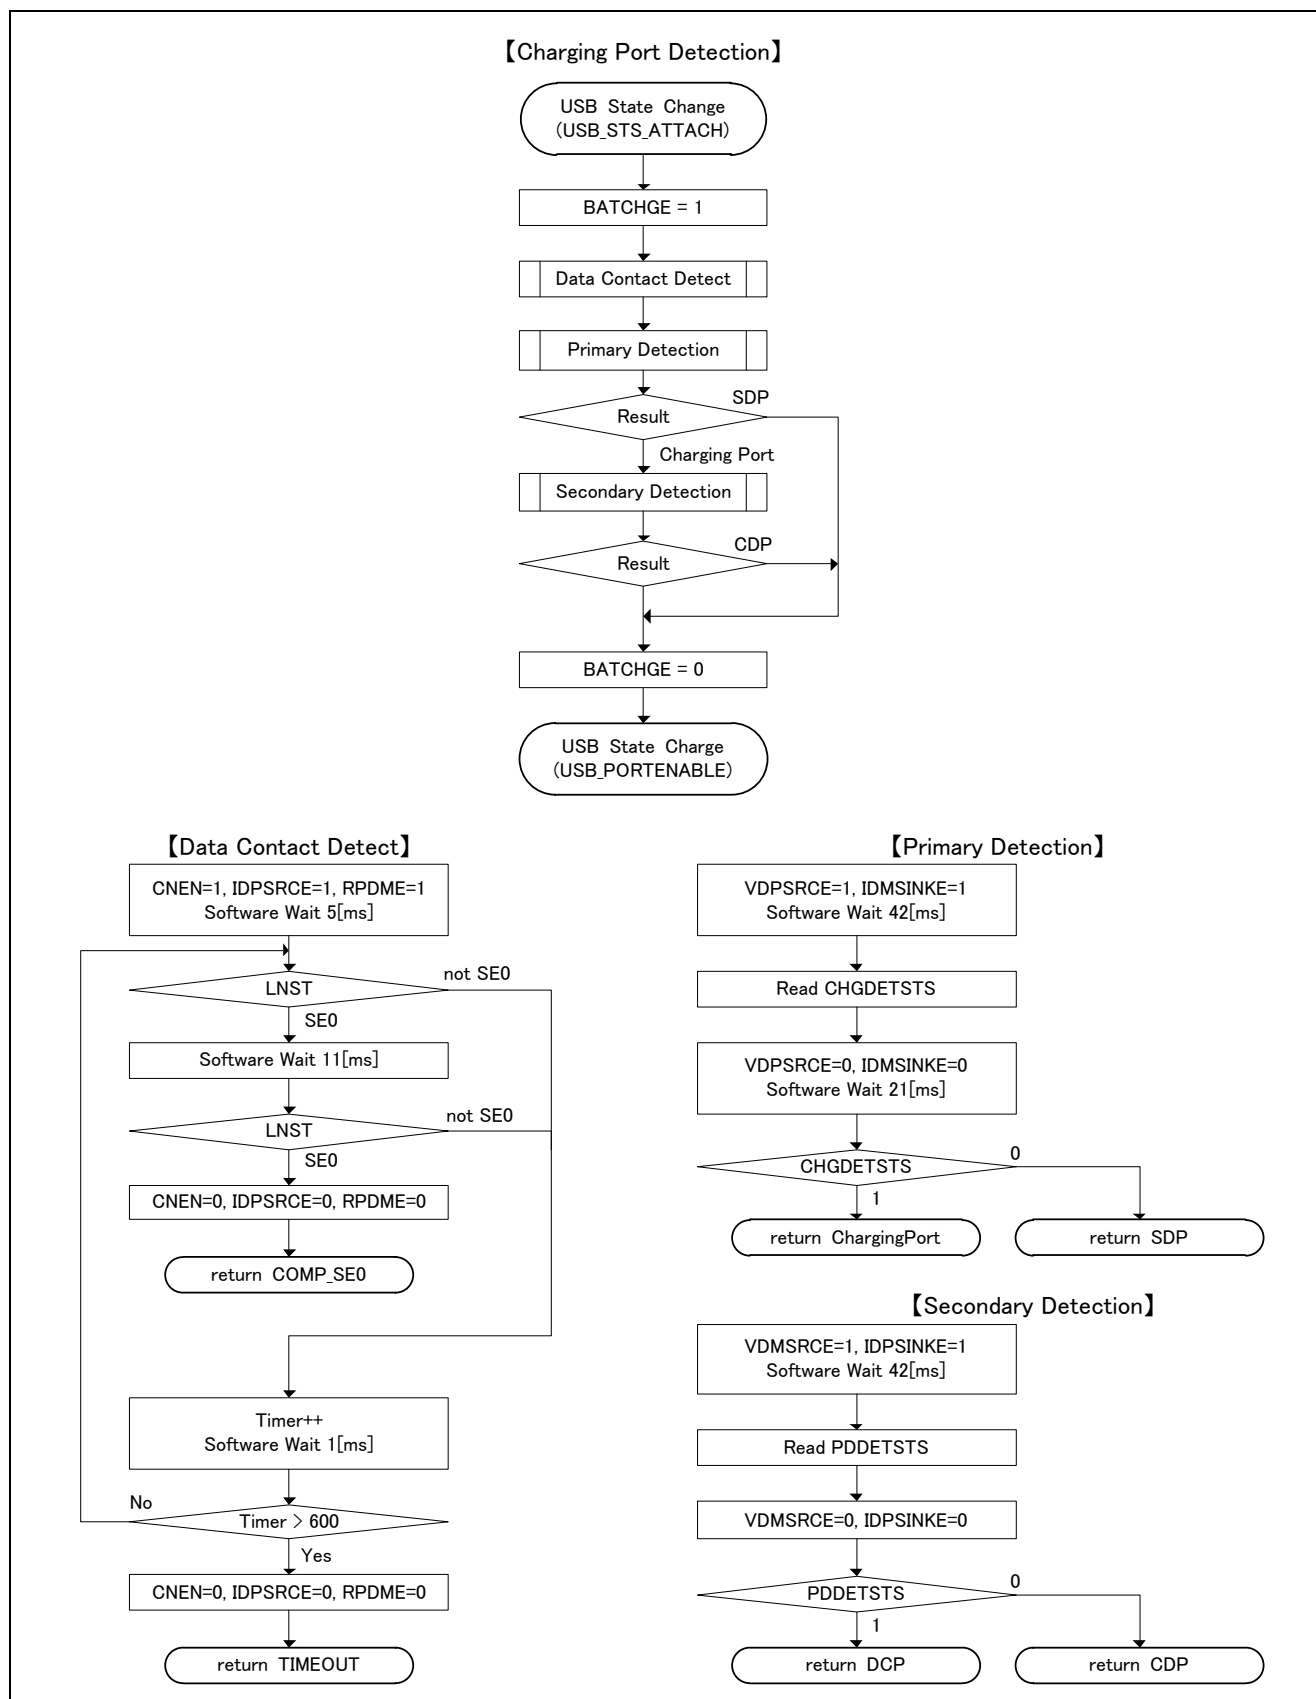 【Charging Port Detection】
USB State Change
(USB_STS_ATTACH)
BATCHGE = 1
Data Contact Detect
Primary Detection
SDP
Result
Charging Port
Secondary Detection
CDP
Result
BATCHGE = 0
USB State Charge
(USB_PORTENABLE)
【Data Contact Detect】
CNEN=1, IDPSRCE=1, RPDME=1
Software Wait 5[ms]
not SE0
LNST
SE0
Software Wait 11[ms]
not SE0
LNST
SE0
CNEN=0, IDPSRCE=0, RPDME=0
return COMP_SE0
Timer++
Software Wait 1[ms]
No
Timer > 600
Yes
CNEN=0, IDPSRCE=0, RPDME=0
return TIMEOUT
【Primary Detection】
VDPSRCE=1, IDMSINKE=1
Software Wait 42[ms]
Read CHGDETSTS
VDPSRCE=0, IDMSINKE=0
Software Wait 21[ms]
0
CHGDETSTS
1
return ChargingPort
return SDP
【Secondary Detection】
VDMSRCE=1, IDPSINKE=1
Software Wait 42[ms]
Read PDDETSTS
VDMSRCE=0, IDPSINKE=0
0
PDDETSTS
1
return DCP
return CDP